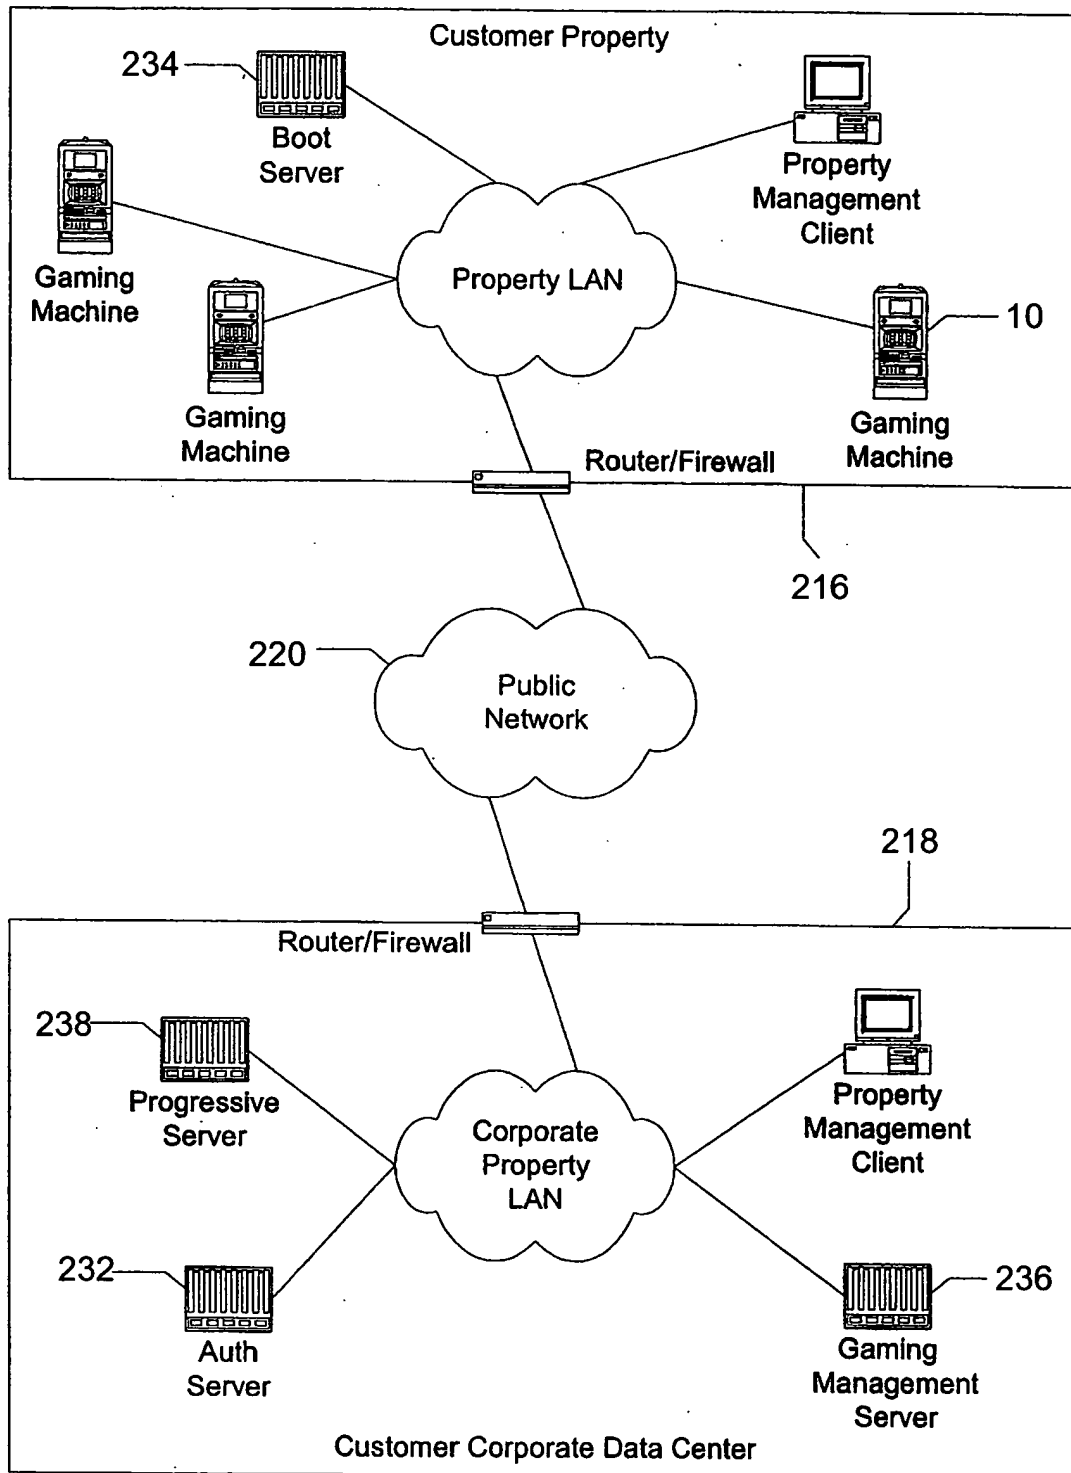 Customer Property
234
Boot
Server
Property
Management
Client
Gaming
Machine
Property LAN
10
Gaming
Machine
Gaming
Machine
Router/Firewall
216
220
Public
Network
218
Router/Firewall
238
Progressive
Server
Corporate
Property
LAN
Property
Management
Client
232
Auth
Server
236
Gaming
Management
Server
Customer Corporate Data Center